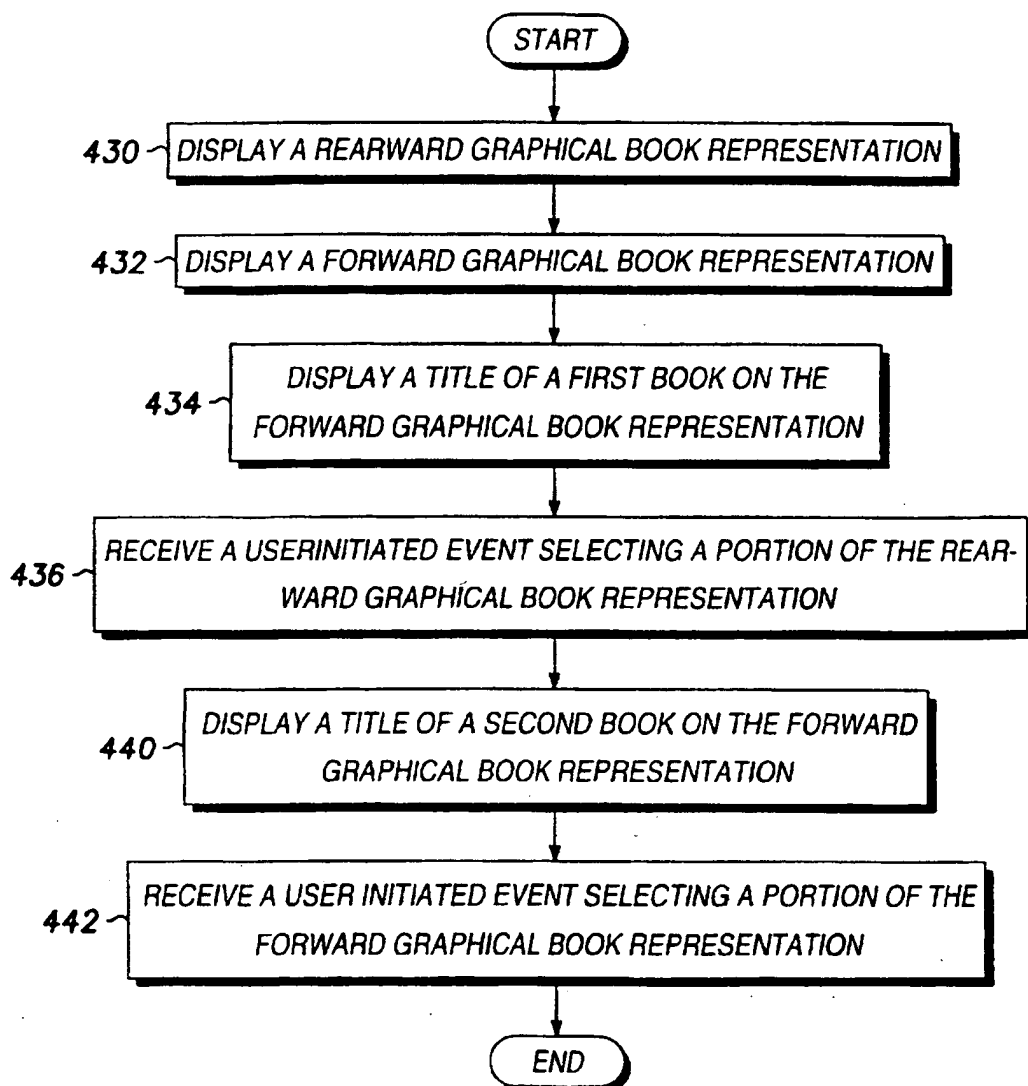 START
430 DISPLAY A REARWARD GRAPHICAL BOOK REPRESENTATION
432 DISPLAY A FORWARD GRAPHICAL BOOK REPRESENTATION
DISPLAY A TITLE OF A FIRST BOOK ON THE
434 FORWARD GRAPHICAL BOOK REPRESENTATION
RECEIVE A USERINITIATED EVENT SELECTING A PORTION OF THE REAR-
436 WARD GRAPHICAL BOOK REPRESENTATION
DISPLAY A TITLE OF A SECOND BOOK ON THE FORWARD
440 GRAPHICAL BOOK REPRESENTATION
RECEIVE A USER INITIATED EVENT SELECTING A PORTION OF THE
442 FORWARD GRAPHICAL BOOK REPRESENTATION
END